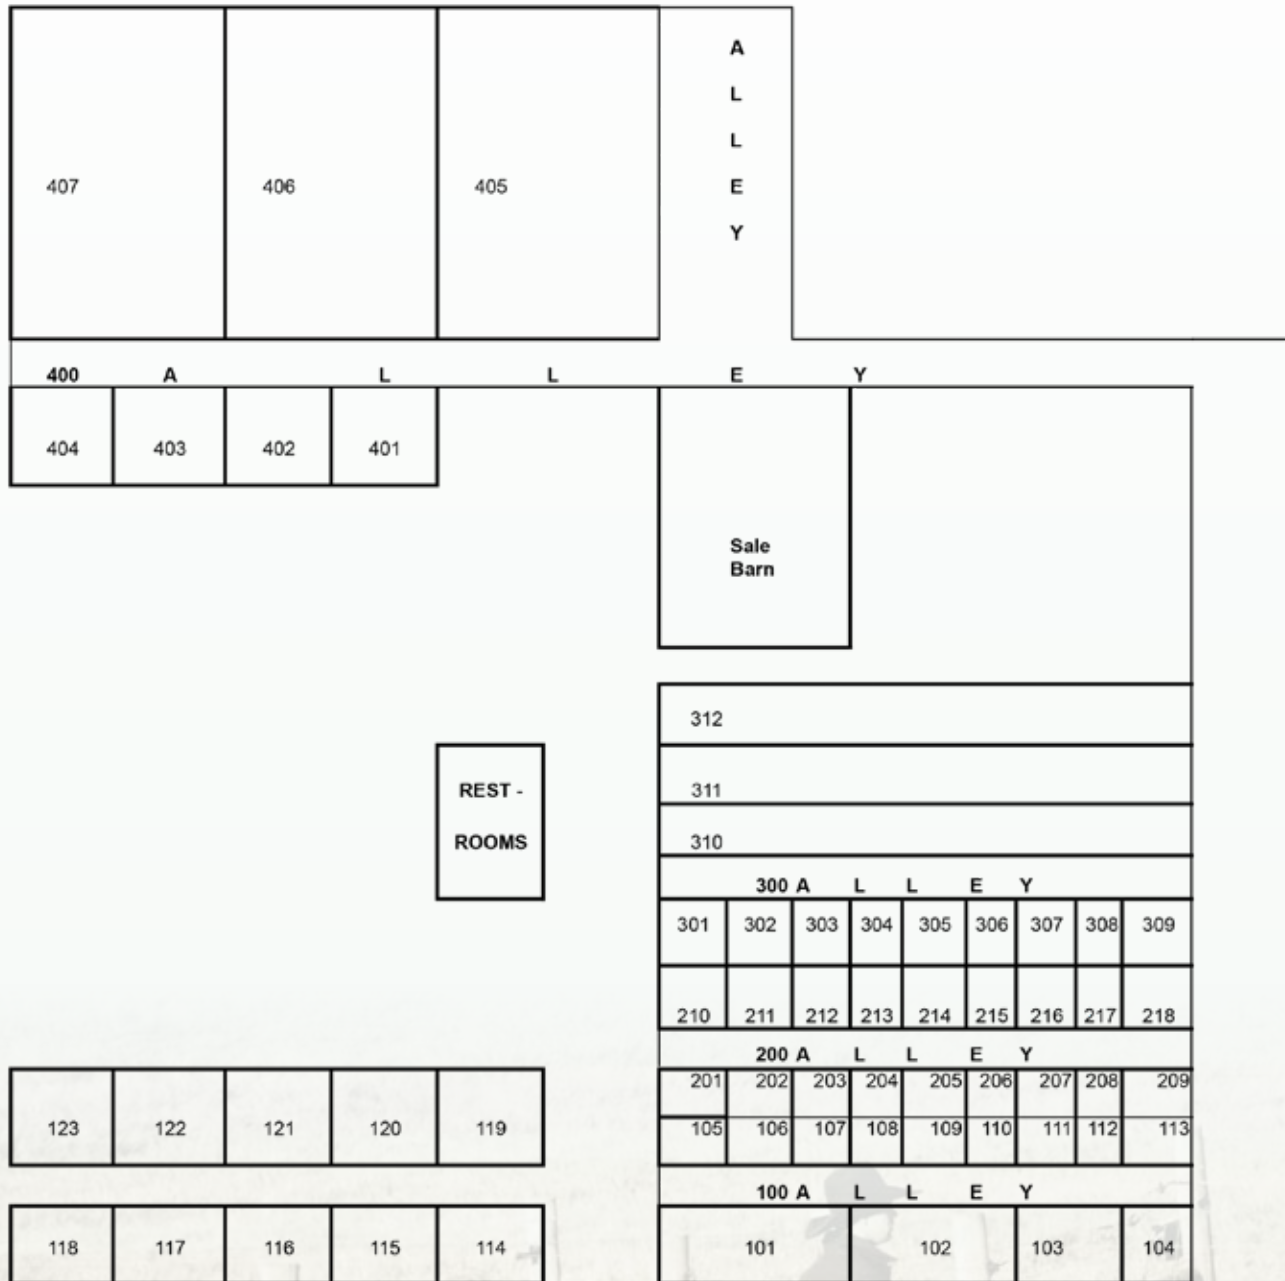 A
L
L
E
Y
407 406 405
400 A L L E Y
404 403 402 401
Sale
Barn
312
REST -
ROOMS
311
310
300 A L L E Y
301 302 303 304 305 306 307 308 309
210 211 212 213 214 215 216 217 218
200 A L L E Y
201 202 203 204 205 206 207 208 209
123 122 121 120 119
105 106 107 108 109 110 111 112 113
100 A L L E Y
118 117 116 115 114 101 102 103 104